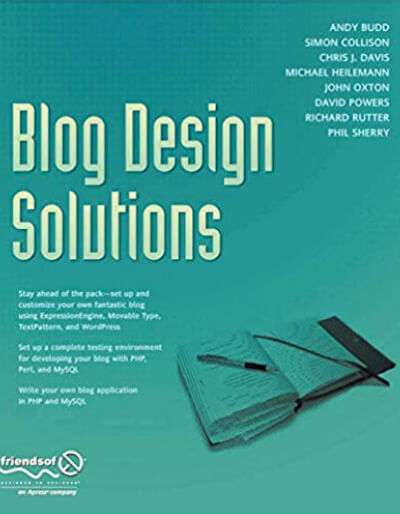 ANDY BUDD
SIMON COLLISON
CHRIS J. DAVIS
MICHAEL HEILEMANN
JOHN OXTON
DAVID POWERS
RICHARD RUTTER
PHIL SHERRY
Blog Design
Solutions
Stay ahead of the pack—set up and
customize your own fantastic blog
using ExpressionEngine, Movable Type,
TextPattern, and WordPress
Set up a complete testing environment
for developing your blog with PHP,
Perl, and MySQL
Write your own blog application
in PHP and MySQL
friendsof
DESIGNER TO DESIGNER
an Apress company